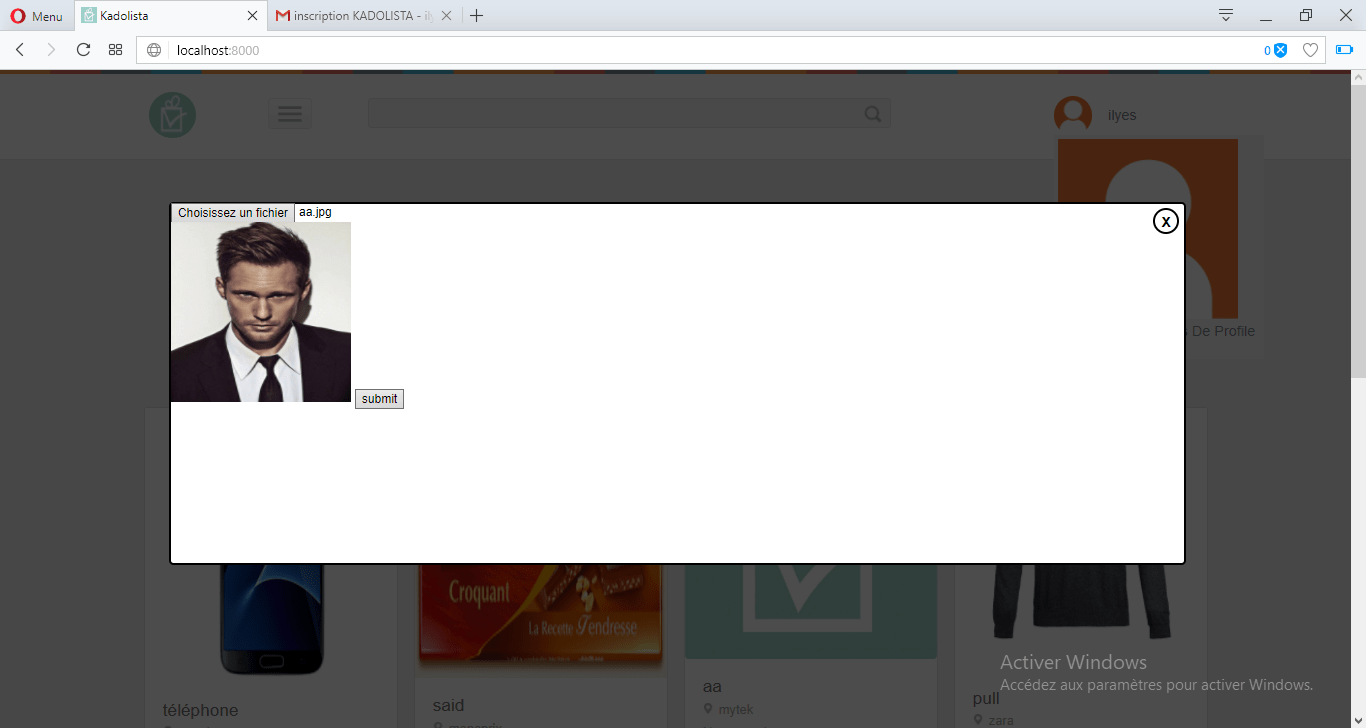 Menu
Kadolista
inscription KADOLISTA - il
localhost:8000
0
ilyes
Choisissez un fichier aa.jpg
X
De Profile
submit
Croquant
La Recette Tendresse
Activer Windows
Accédez aux paramètres pour activer Windows.
téléphone
said
aa
mytek
pull
zara